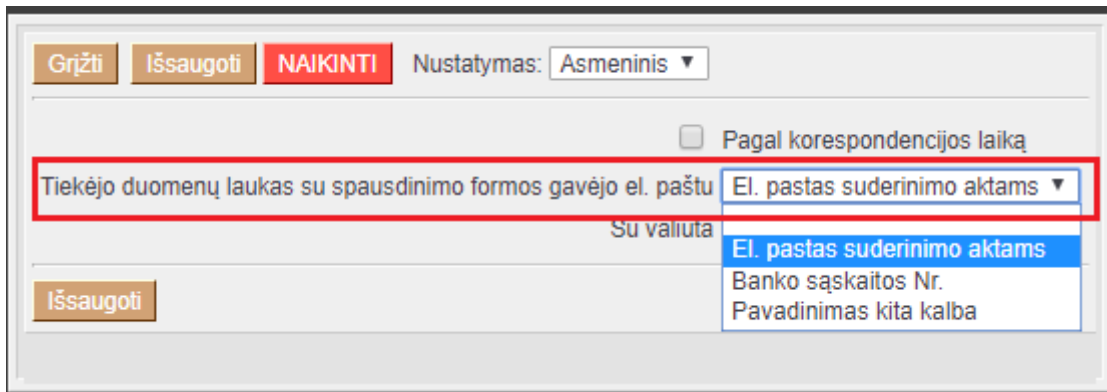 Grįžti Išsaugoti NAIKINTI Nustatymas: Asmeninis
Pagal korespondencijos laiką
Tiekėjo duomenų laukas su spausdinimo formos gavėjo el. paštu El. pastas suderinimo aktams
Su valiuta
El. pastas suderinimo aktams
Banko sąskaitos Nr.
Pavadinimas kita kalba
Išsaugoti